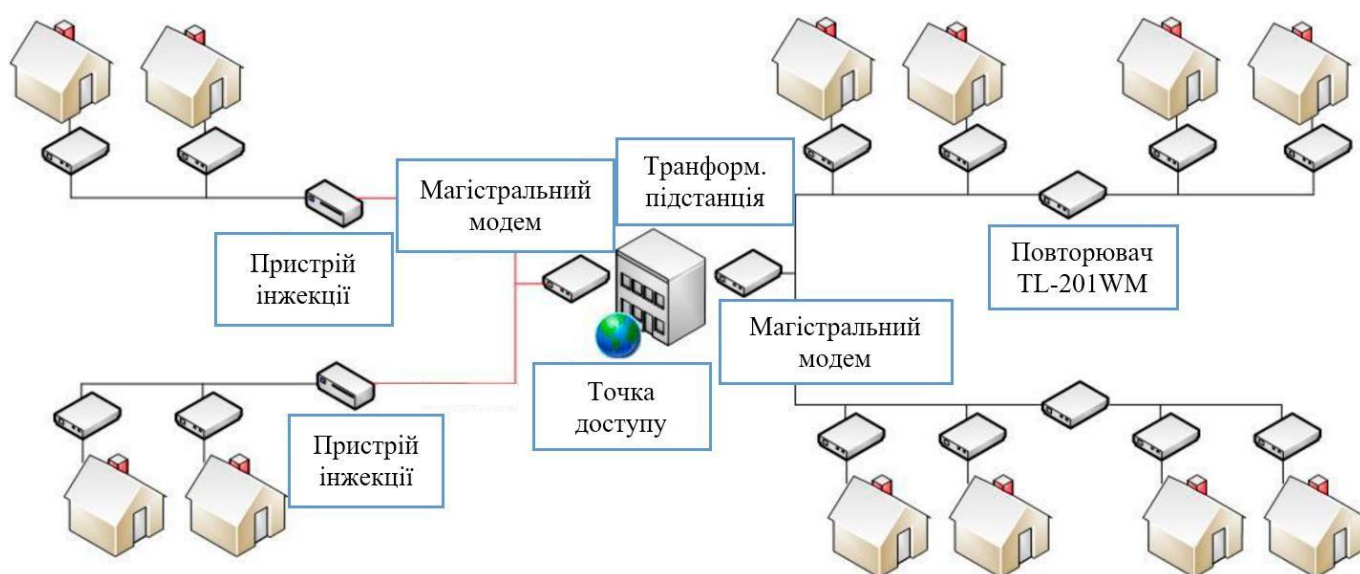 Магістральний
модем
Транформ.
підстанція
Пристрій
інжекції
Повторювач
TL-201WM
Магістральний
модем
Точка
доступу
Пристрій
інжекції